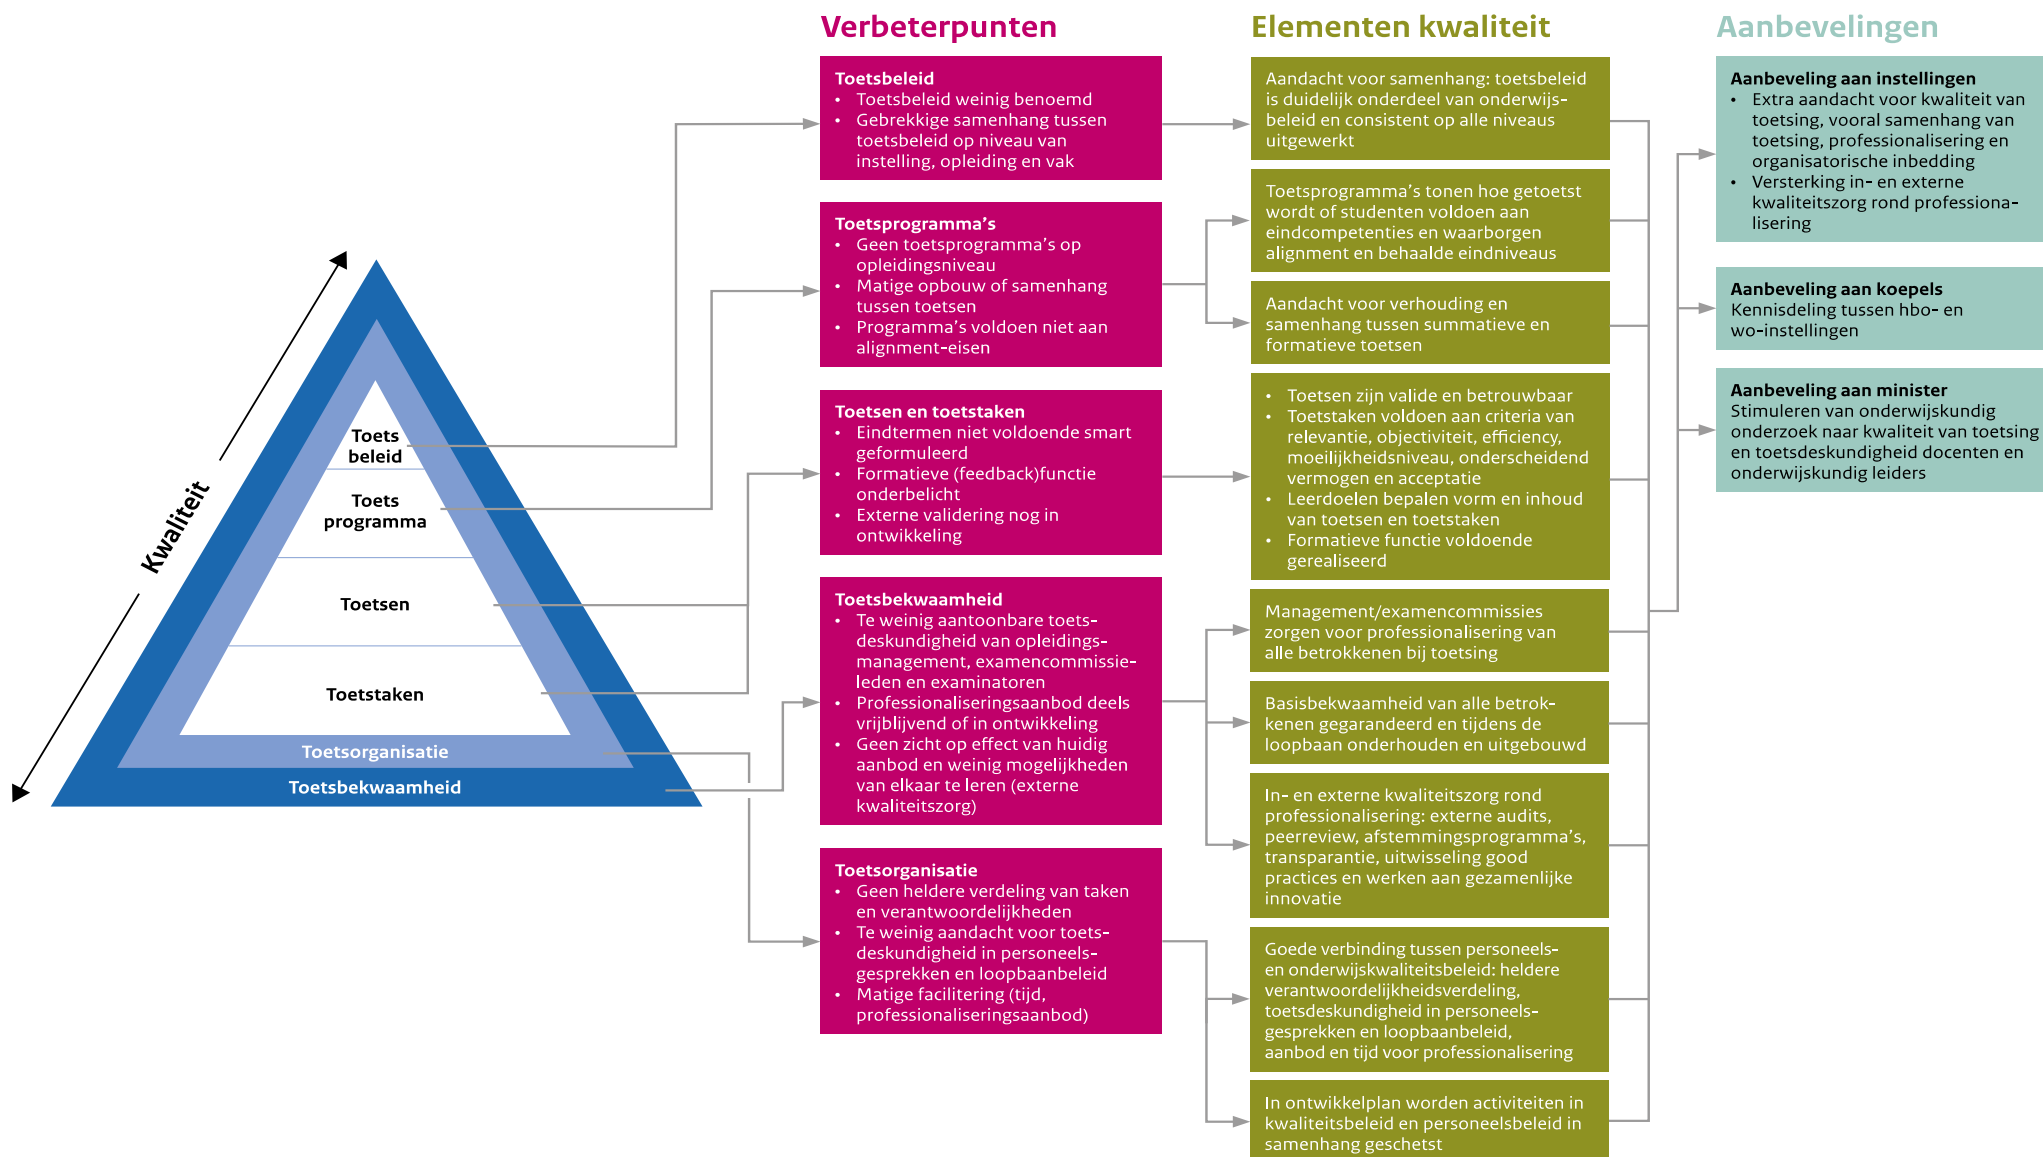 Kwaliteit
Toets
beleid
Toets
programma
Toetsen
Toetstaken
Toetsorganisatie
Toetsbekwaamheid
Verbeterpunten
Toetsbeleid
• Toetsbeleid weinig benoemd
• Gebrekkige samenhang tussen
toetsbeleid op niveau van
instelling, opleiding en vak
Toetsprogramma's
• Geen toetsprogramma's op
opleidingsniveau
• Matige opbouw of samenhang
tussen toetsen
• Programma's voldoen niet aan
alignment-eisen
Toetsen en toetstaken
• Eindtermen niet voldoende smart
geformuleerd
• Formatieve (feedback)functie
onderbelicht
• Externe validering nog in
ontwikkeling
Toetsbekwaamheid
• Te weinig aantoonbare toets-
deskundigheid van opleidings-
management, examencommissie-
leden en examinatoren
• Professionaliseringsaanbod deels
vrijblijvend of in ontwikkeling
• Geen zicht op effect van huidig
aanbod en weinig mogelijkheden
van elkaar te leren (externe
kwaliteitszorg)
Toetsorganisatie
• Geen heldere verdeling van taken
en verantwoordelijkheden
• Te weinig aandacht voor toets-
deskundigheid in personeels-
gesprekken en loopbaanbeleid
• Matige facilitering (tijd,
professionaliseringsaanbod)
Elementen kwaliteit
Aandacht voor samenhang: toetsbeleid
is duidelijk onderdeel van onderwijs-
beleid en consistent op alle niveaus
uitgewerkt
Toetsprogramma's tonen hoe getoetst
wordt of studenten voldoen aan
eindcompetenties en waarborgen
alignment en behaalde eindniveaus
Aandacht voor verhouding en
samenhang tussen summatieve en
formatieve toetsen
• Toetsen zijn valide en betrouwbaar
• Toetstaken voldoen aan criteria van
relevantie, objectiviteit, efficiency,
moeilijkheidsniveau, onderscheidend
vermogen en acceptatie
• Leerdoelen bepalen vorm en inhoud
van toetsen en toetstaken
• Formatieve functie voldoende
gerealiseerd
Management/examencommissies
zorgen voor professionalisering van
alle betrokkenen bij toetsing
Basisbekwaamheid van alle betrok-
kenen gegarandeerd en tijdens de
loopbaan onderhouden en uitgebouwd
In- en externe kwaliteitszorg rond
professionalisering: externe audits,
peerreview, afstemmingsprogramma's,
transparantie, uitwisseling good
practices en werken aan gezamenlijke
innovatie
Goede verbinding tussen personeels-
en onderwijskwaliteitsbeleid: heldere
verantwoordelijkheidsverdeling,
toetsdeskundigheid in personeels-
gesprekken en loopbaanbeleid,
aanbod en tijd voor professionalisering
In ontwikkelplan worden activiteiten in
kwaliteitsbeleid en personeelsbeleid in
samenhang geschetst
Aanbevelingen
Aanbeveling aan instellingen
• Extra aandacht voor kwaliteit van
toetsing, vooral samenhang van
toetsing, professionalisering en
organisatorische inbedding
• Versterking in- en externe
kwaliteitszorg rond professiona-
lisering
Aanbeveling aan koepels
Kennisdeling tussen hbo- en
wo-instellingen
Aanbeveling aan minister
Stimuleren van onderwijskundig
onderzoek naar kwaliteit van toetsing
en toetsdeskundigheid docenten en
onderwijskundig leiders